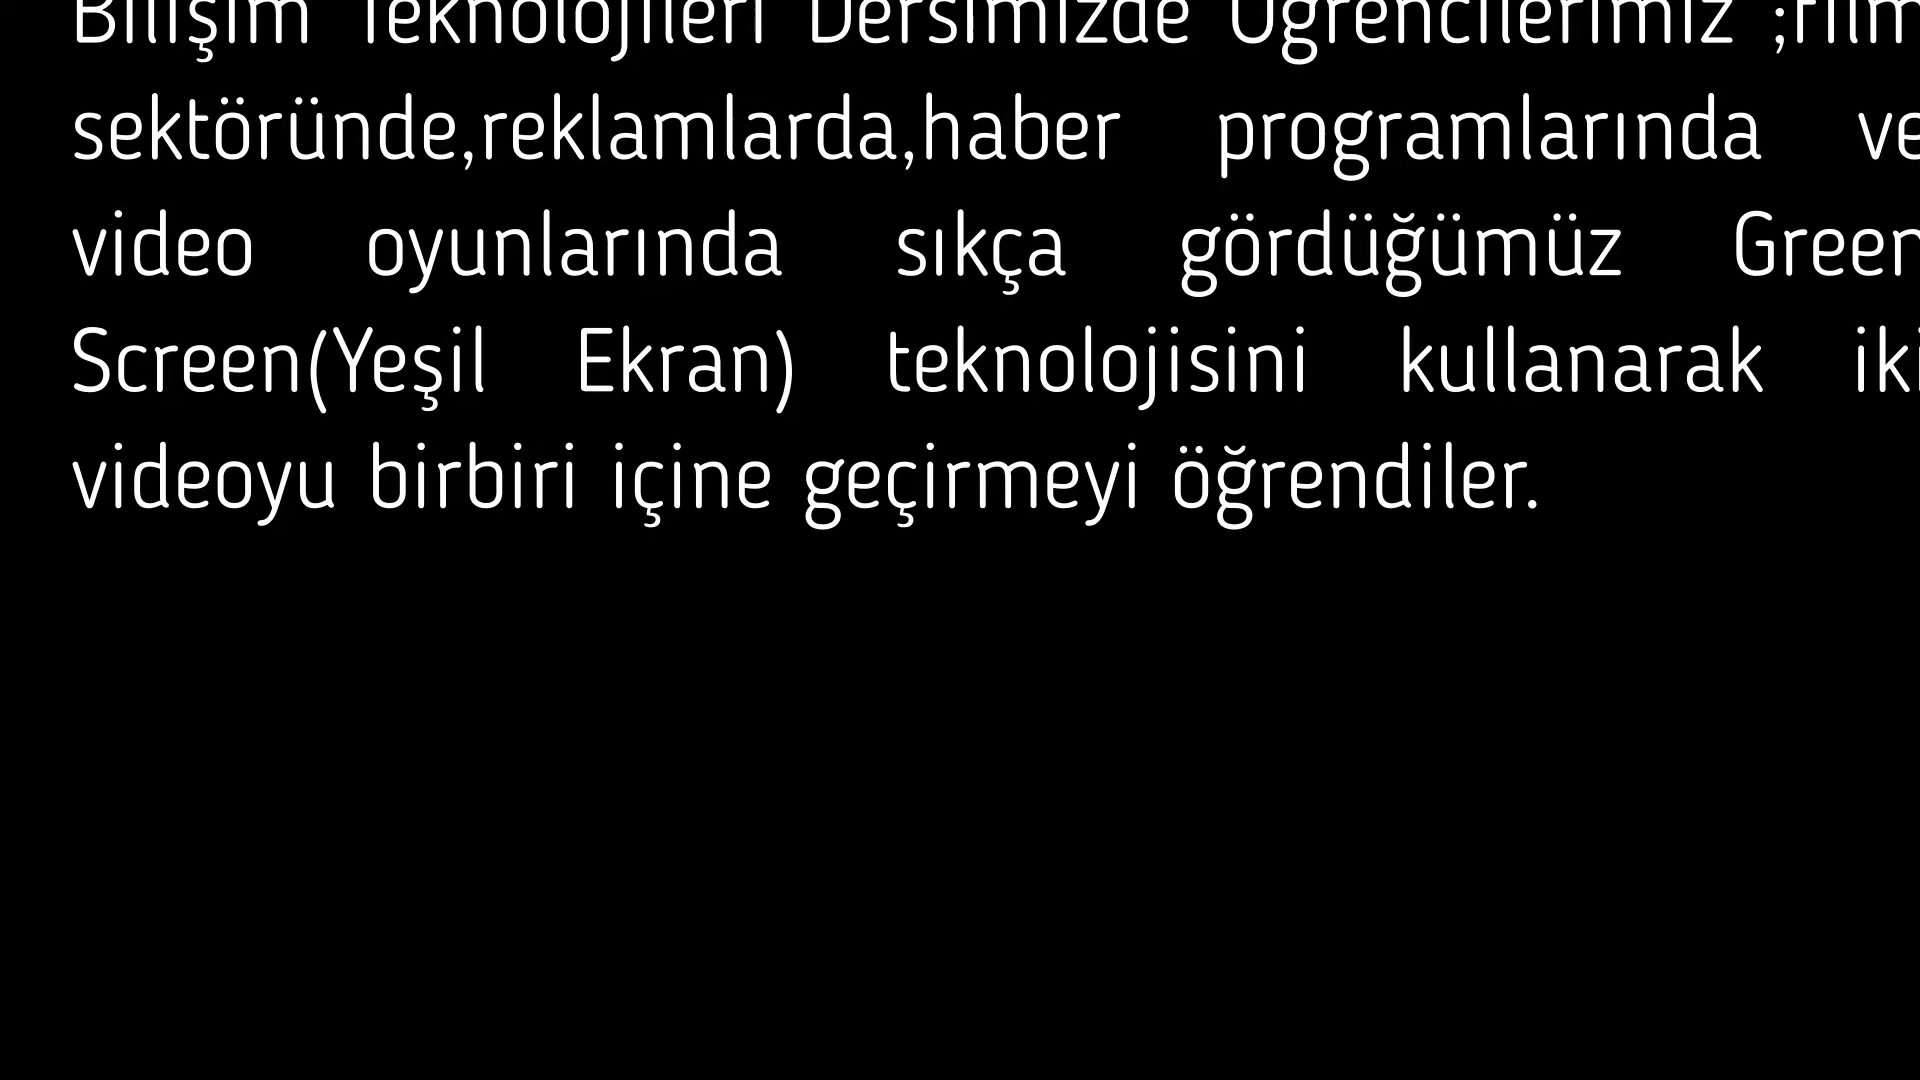 Bilişim Teknolojileri Dersimizde Öğrencilerimiz ;film
sektöründe,reklamlarda,haber programlarında ve
video oyunlarında sıkça gördüğümüz Green
Screen(Yeşil Ekran) teknolojisini kullanarak iki
videoyu birbiri içine geçirmeyi öğrendiler.